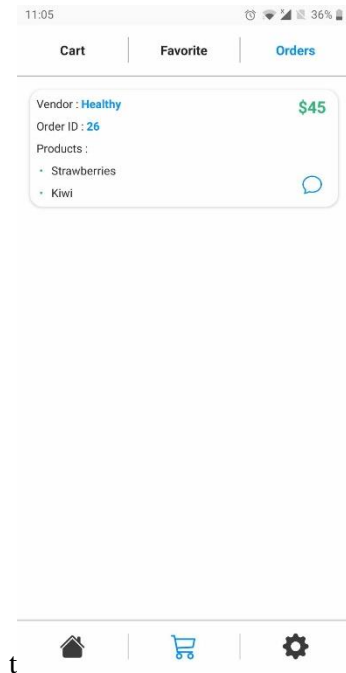 11:05 36%
Cart Favorite Orders
Vendor : Healthy $45
Order ID : 26
Products :
• Strawberries
• Kiwi
t